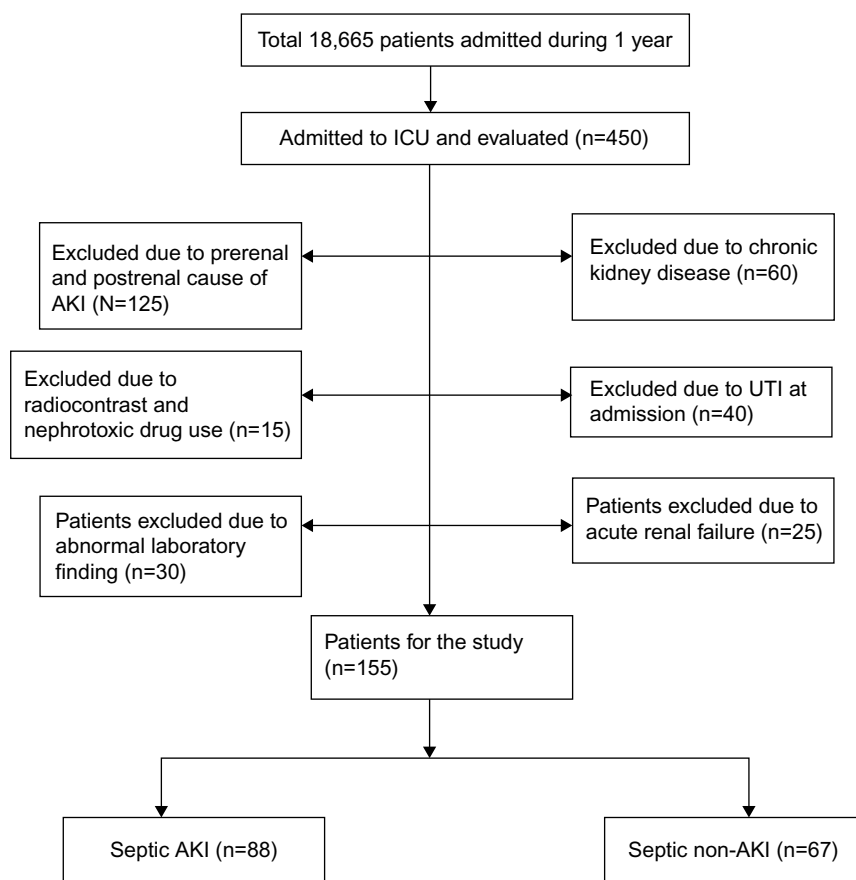 Total 18,665 patients admitted during 1 year
Admitted to ICU and evaluated (n=450)
Excluded due to prerenal
and postrenal cause of
AKI (N=125)
Excluded due to chronic
kidney disease (n=60)
Excluded due to
radiocontrast and
nephrotoxic drug use (n=15)
Excluded due to UTI at
admission (n=40)
Patients excluded due to
abnormal laboratory
finding (n=30)
Patients excluded due to
acute renal failure (n=25)
Patients for the study
(n=155)
Septic AKI (n=88)
Septic non-AKI (n=67)